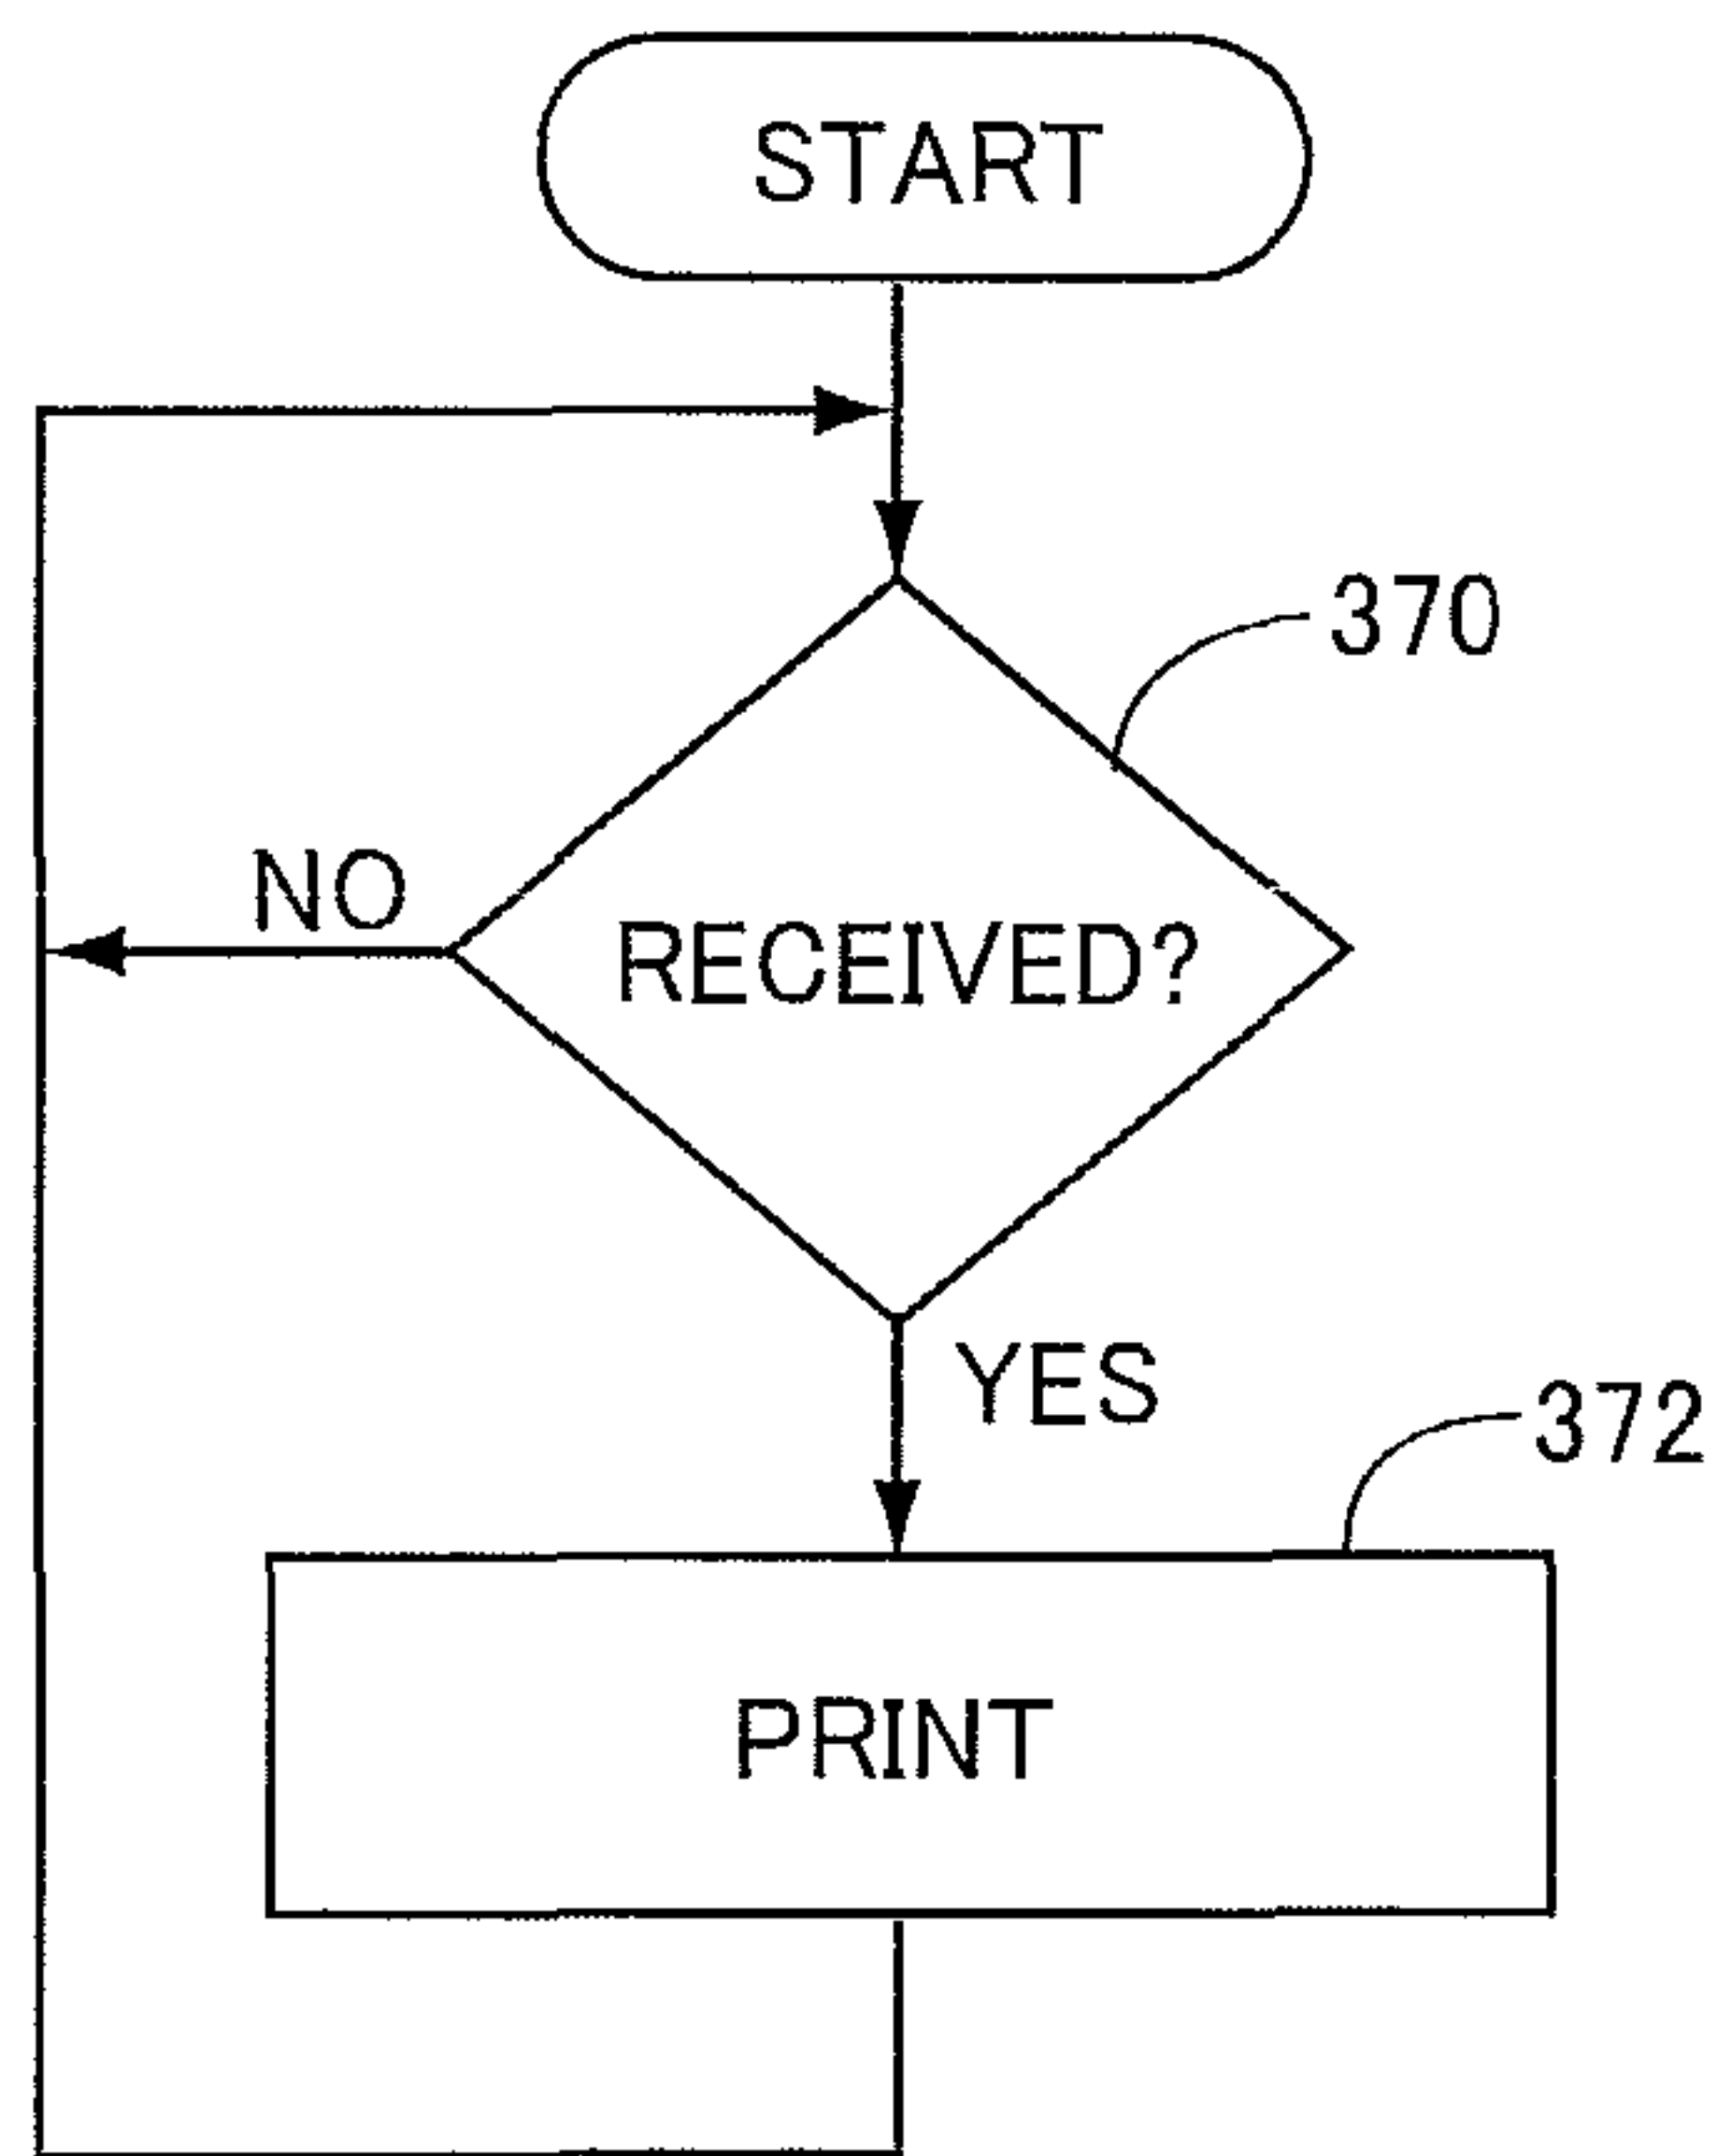 START
370
NO
RECEIVED?
YES
372
PRINT